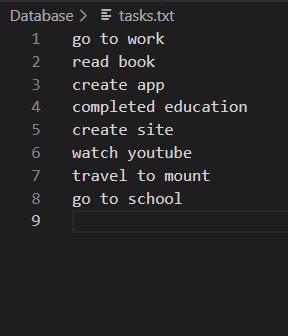 Database > tasks.txt
1 go to work
2 read book
3 create app
4 completed education
5 create site
6 watch youtube
7 travel to mount
8 go to school
9